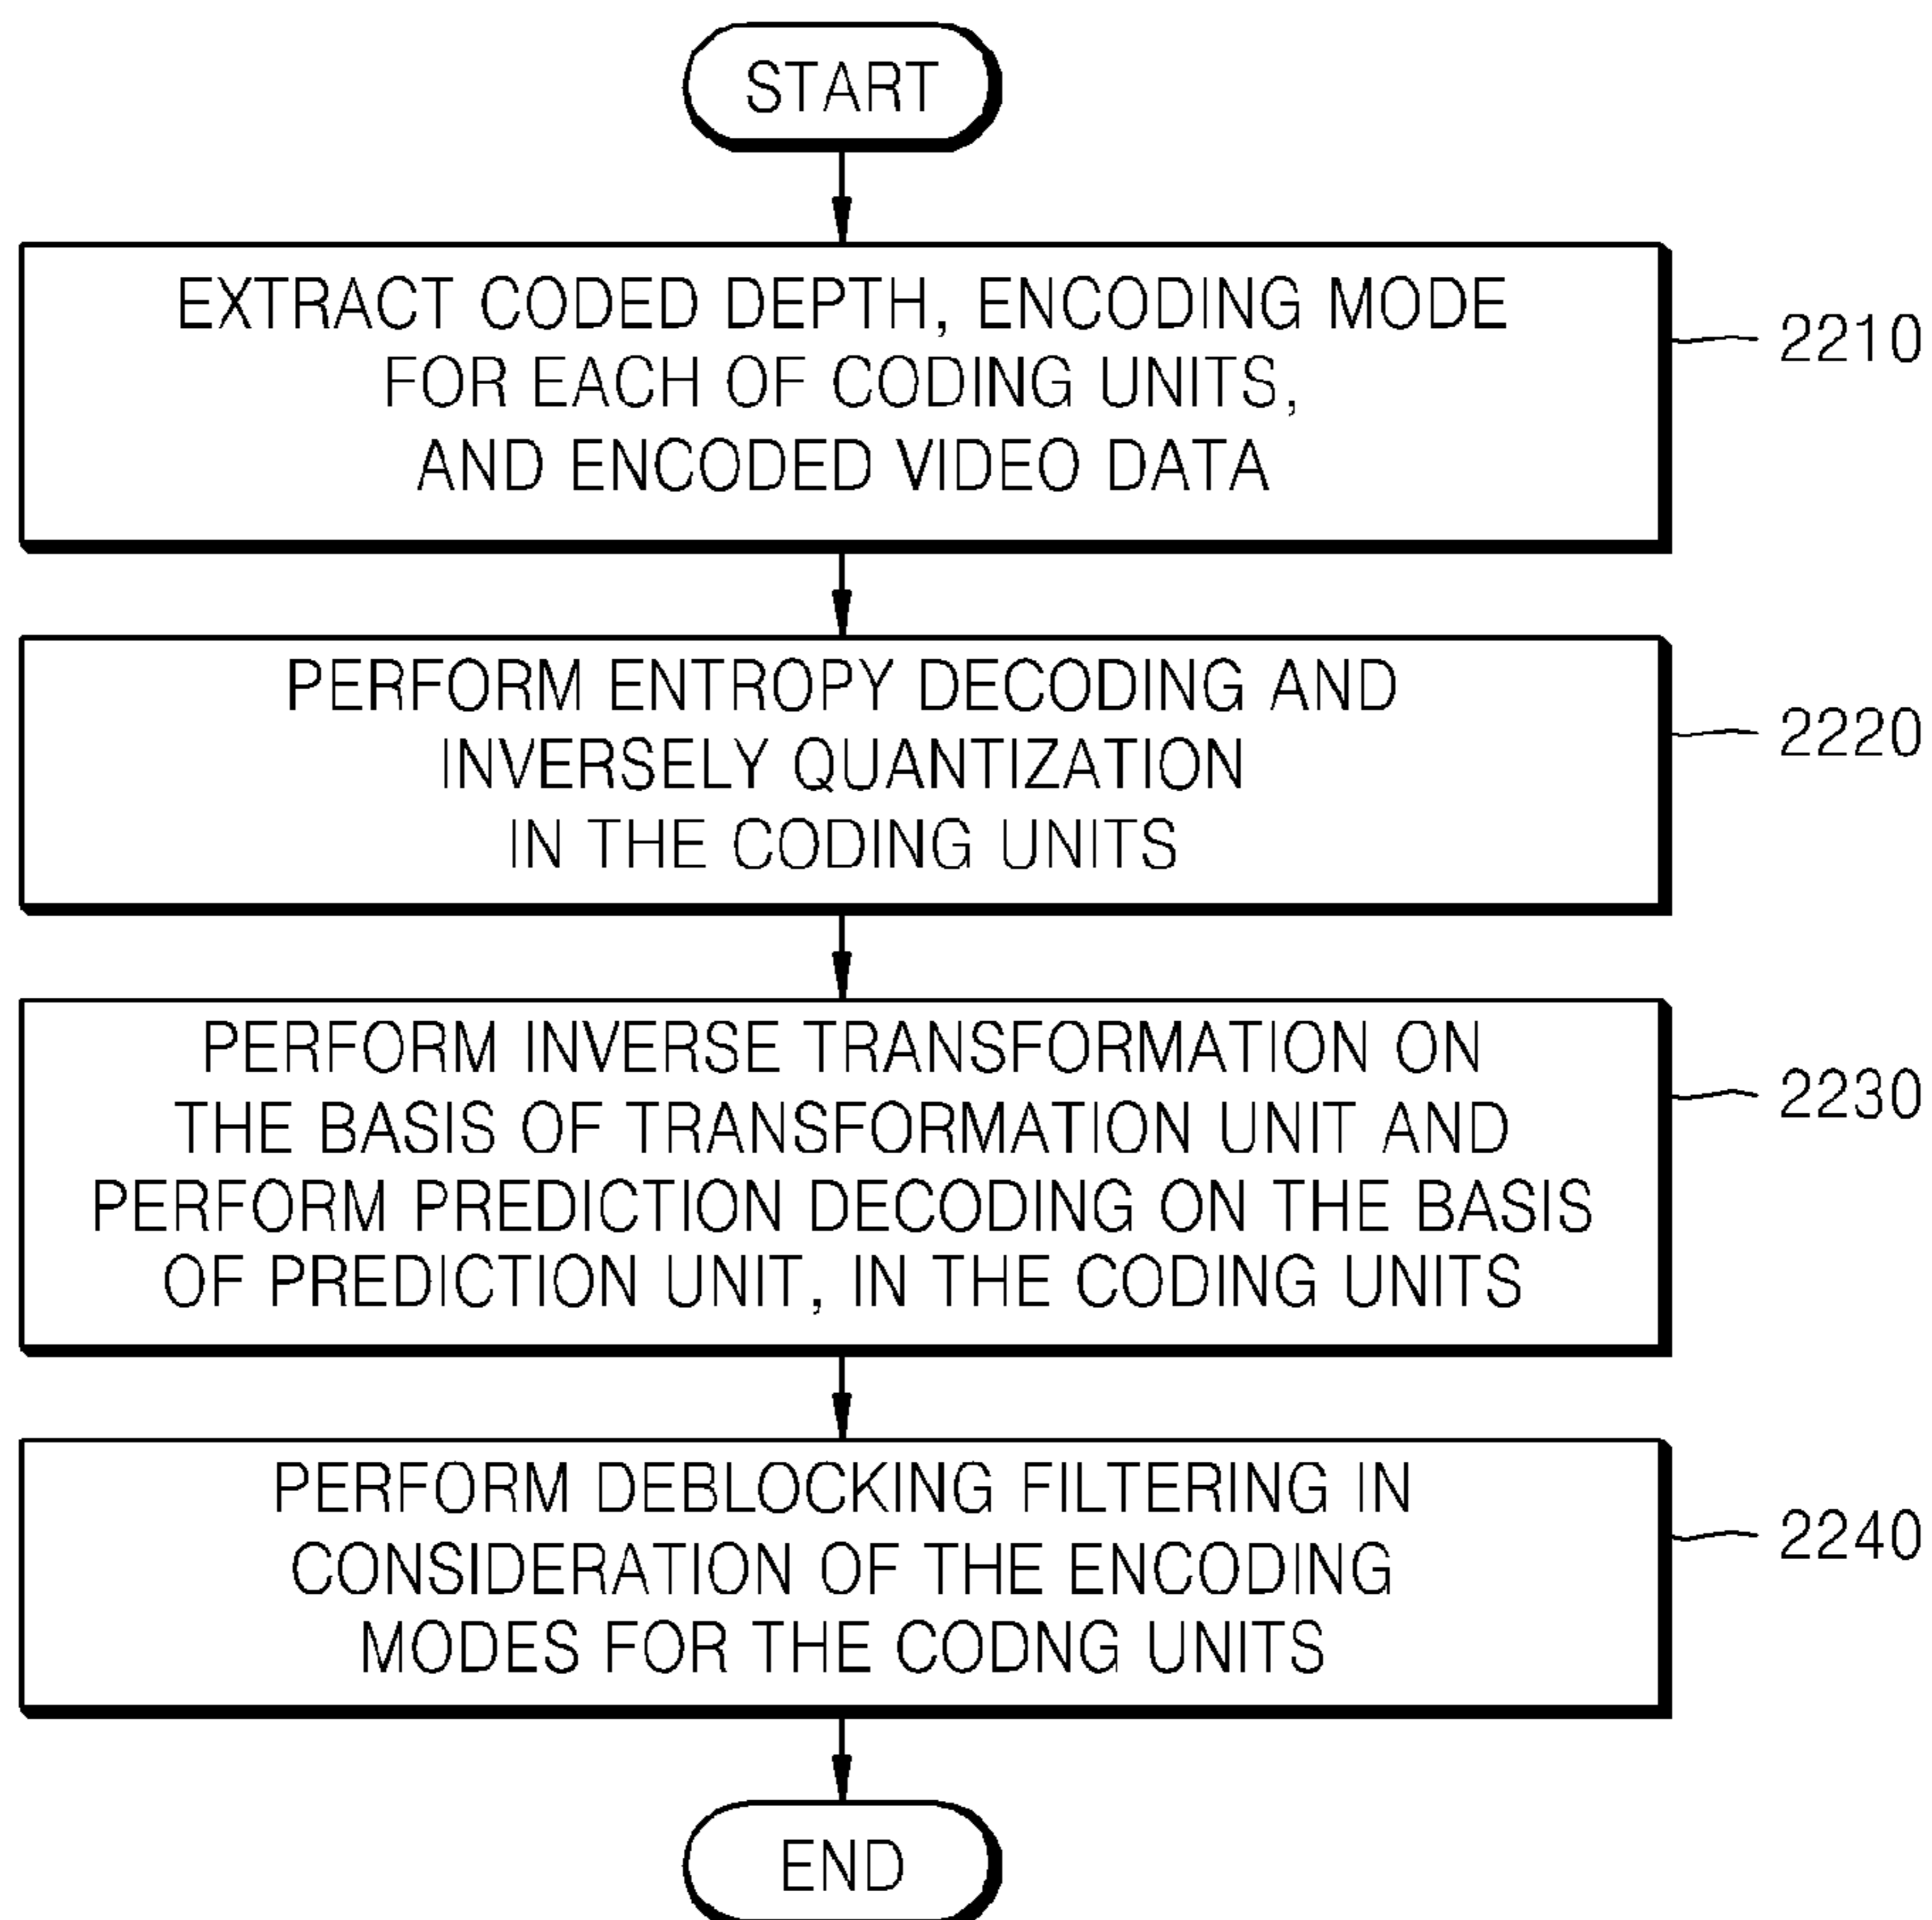 START
EXTRACT CODED DEPTH, ENCODING MODE
FOR EACH OF CODING UNITS,
AND ENCODED VIDEO DATA
2210
PERFORM ENTROPY DECODING AND
INVERSELY QUANTIZATION
IN THE CODING UNITS
2220
PERFORM INVERSE TRANSFORMATION ON
THE BASIS OF TRANSFORMATION UNIT AND
PERFORM PREDICTION DECODING ON THE BASIS
OF PREDICTION UNIT, IN THE CODING UNITS
2230
PERFORM DEBLOCKING FILTERING IN
CONSIDERATION OF THE ENCODING
MODES FOR THE CODNG UNITS
2240
END